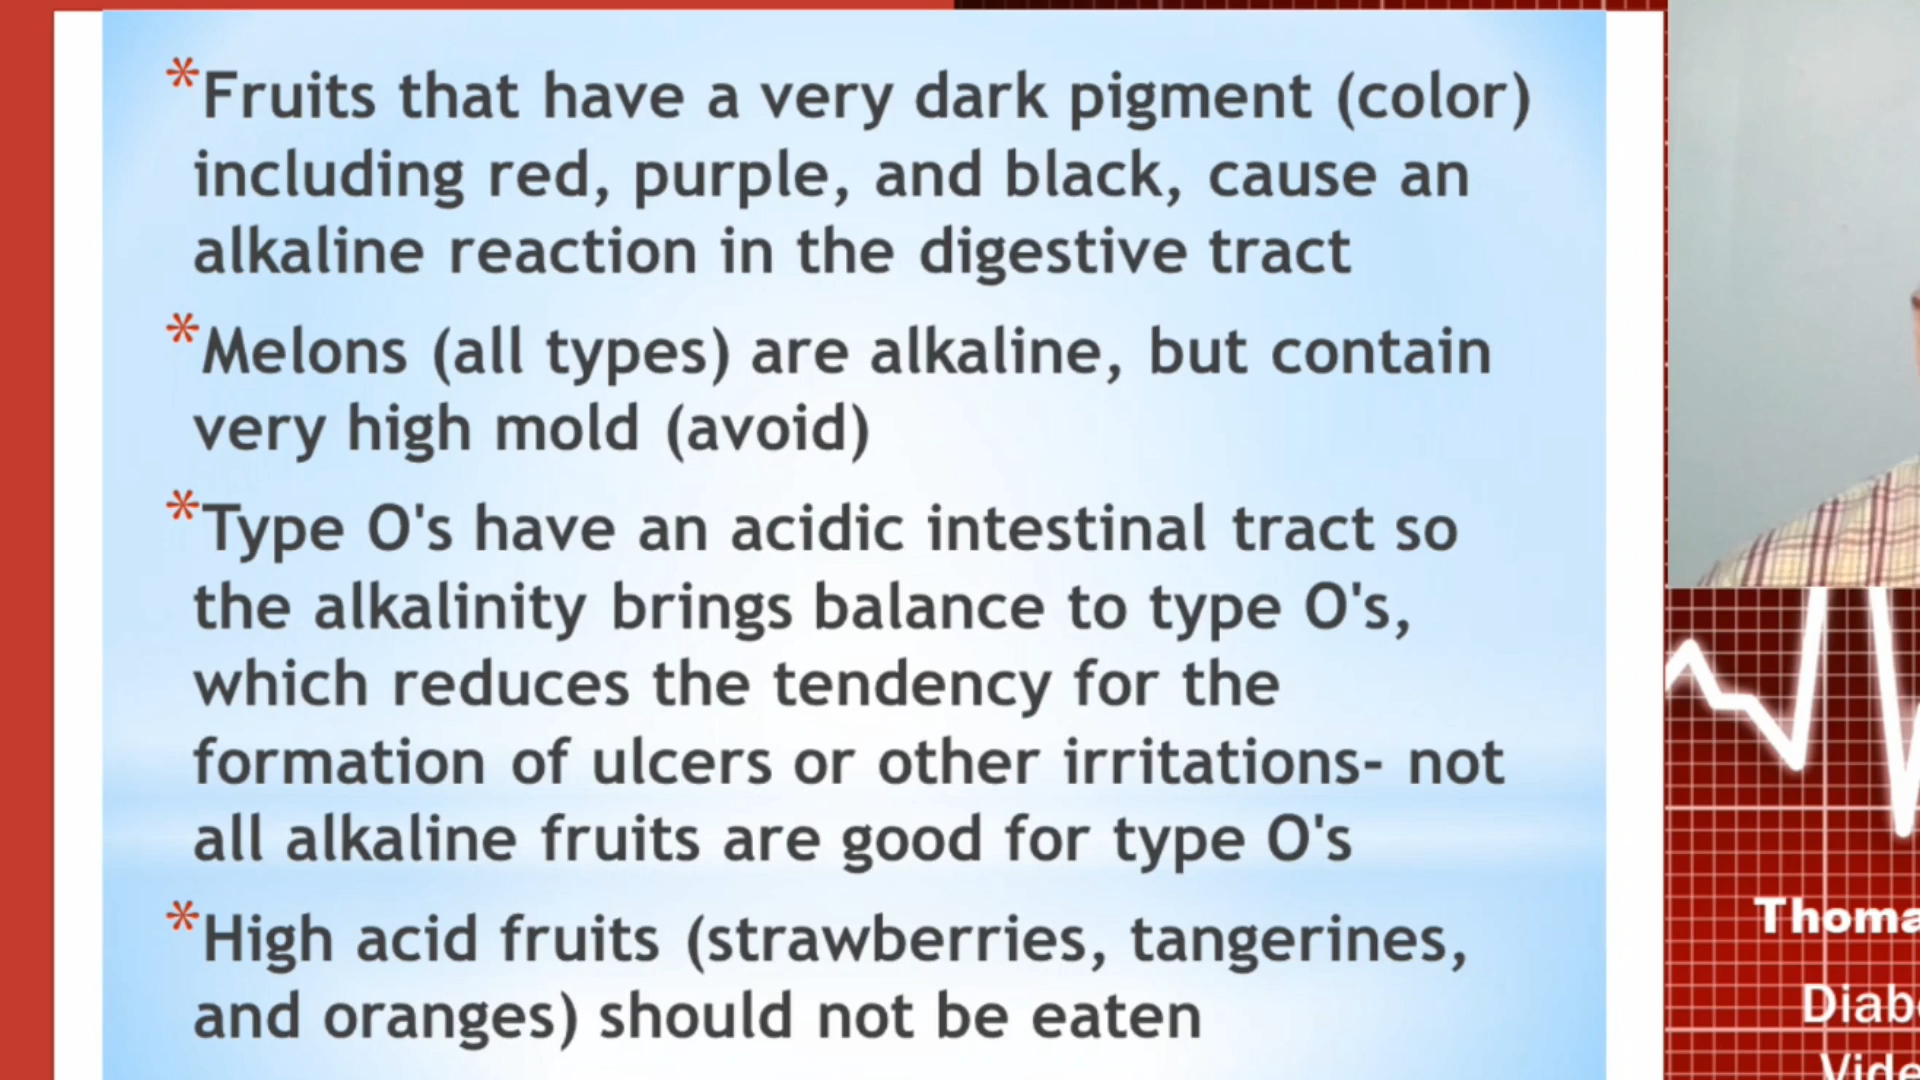 *Fruits that have a very dark pigment (color)
including red, purple, and black, cause an
alkaline reaction in the digestive tract
*Melons (all types) are alkaline, but contain
very high mold (avoid)
*Type O's have an acidic intestinal tract so
the alkalinity brings balance to type O's,
which reduces the tendency for the
formation of ulcers or other irritations- not
all alkaline fruits are good for type O's
*High acid fruits (strawberries, tangerines,
and oranges) should not be eaten
Thoma
Diab
Vide